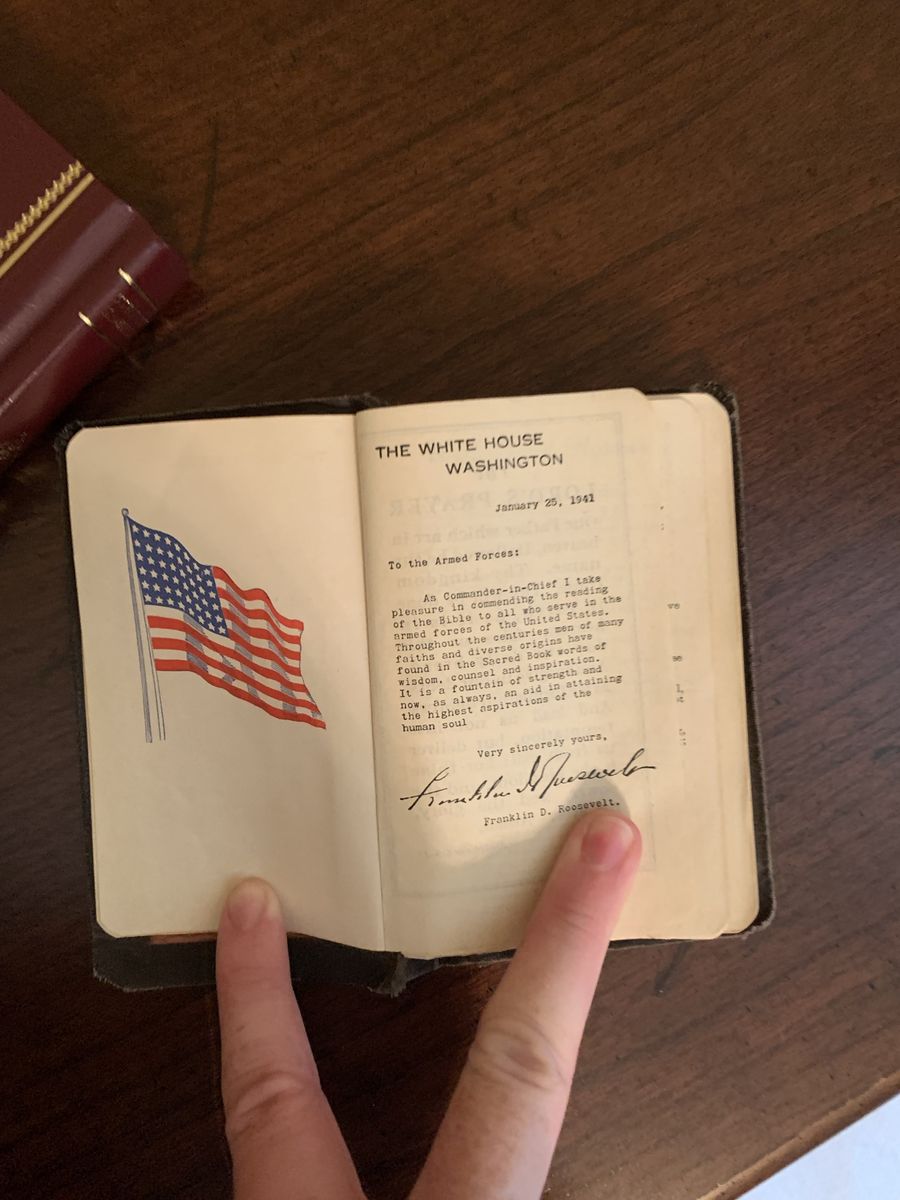 THE WHITE HOUSE
WASHINGTON
January 25, 1941
To the Armed Forces:
As Commander-in-Chief I take
pleasure in commending the reading
of the Bible to all who serve in the
armed forces of the United States.
Throughout the centuries men of many
faiths and diverse origins have
found in the Sacred Book words of
wisdom, counsel and inspiration.
It is a fountain of strength and
now, as always, an aid in attaining
the highest aspirations of the
human soul
Very sincerely yours,
Franklin D Roosevelt
Franklin D. Roosevelt.